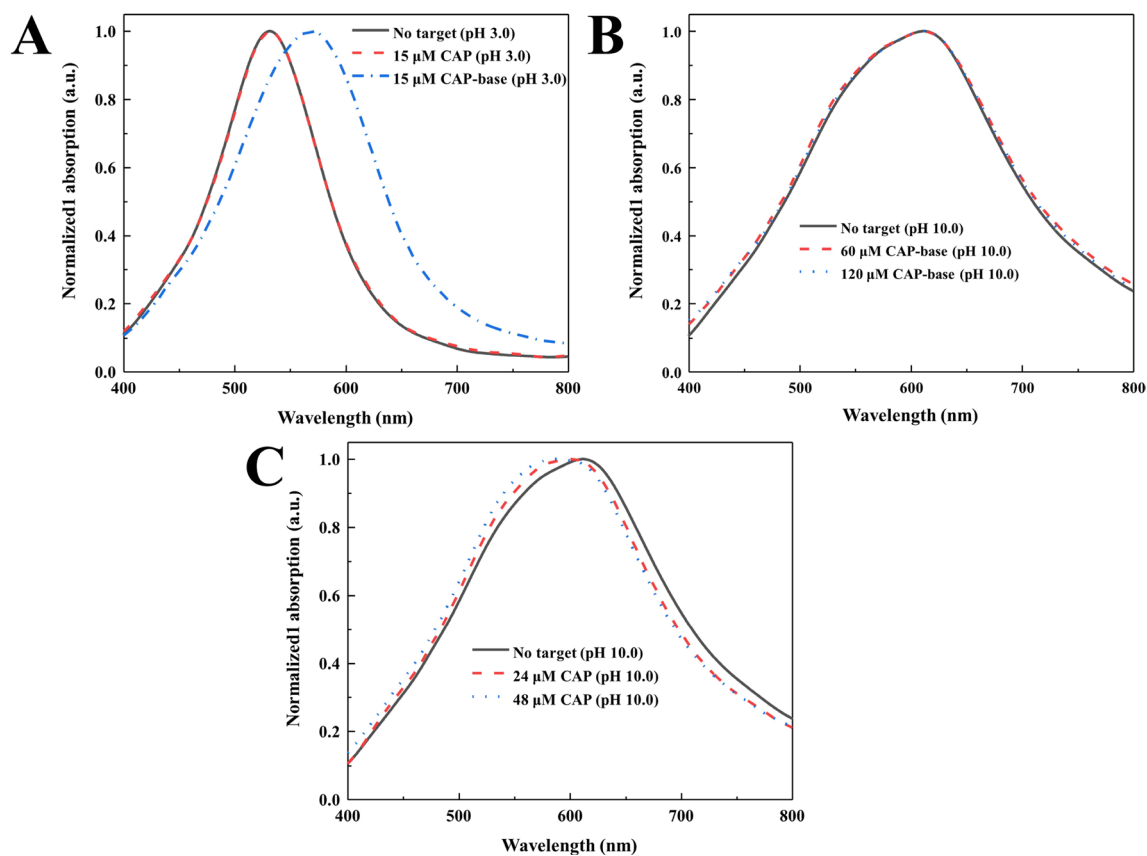 A
No target (pH 3.0)
15 μM CAP (pH 3.0)
15 μM CAP-base (pH 3.0)
Normalized1 absorption (a.u.)
1.0
0.8
0.6
0.4
0.2
0.0
400
500
600
700
800
Wavelength (nm)
B
No target (pH 10.0)
60 μM CAP-base (pH 10.0)
120 μM CAP-base (pH 10.0)
Normalized1 absorption (a.u.)
1.0
0.8
0.6
0.4
0.2
0.0
400
500
600
700
800
Wavelength (nm)
C
No target (pH 10.0)
24 μM CAP (pH 10.0)
48 μM CAP (pH 10.0)
Normalized1 absorption (a.u.)
1.0
0.8
0.6
0.4
0.2
0.0
400
500
600
700
800
Wavelength (nm)